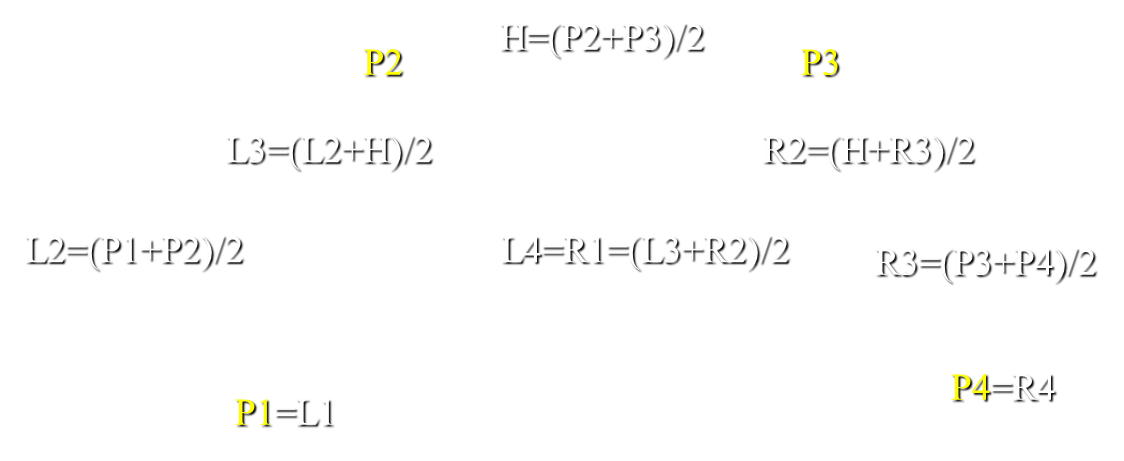 H=(P2+P3)/2
P2
P3
L3=(L2+H)/2
R2=(H+R3)/2
L2=(P1+P2)/2
L4=R1=(L3+R2)/2
R3=(P3+P4)/2
P4=R4
P1=L1